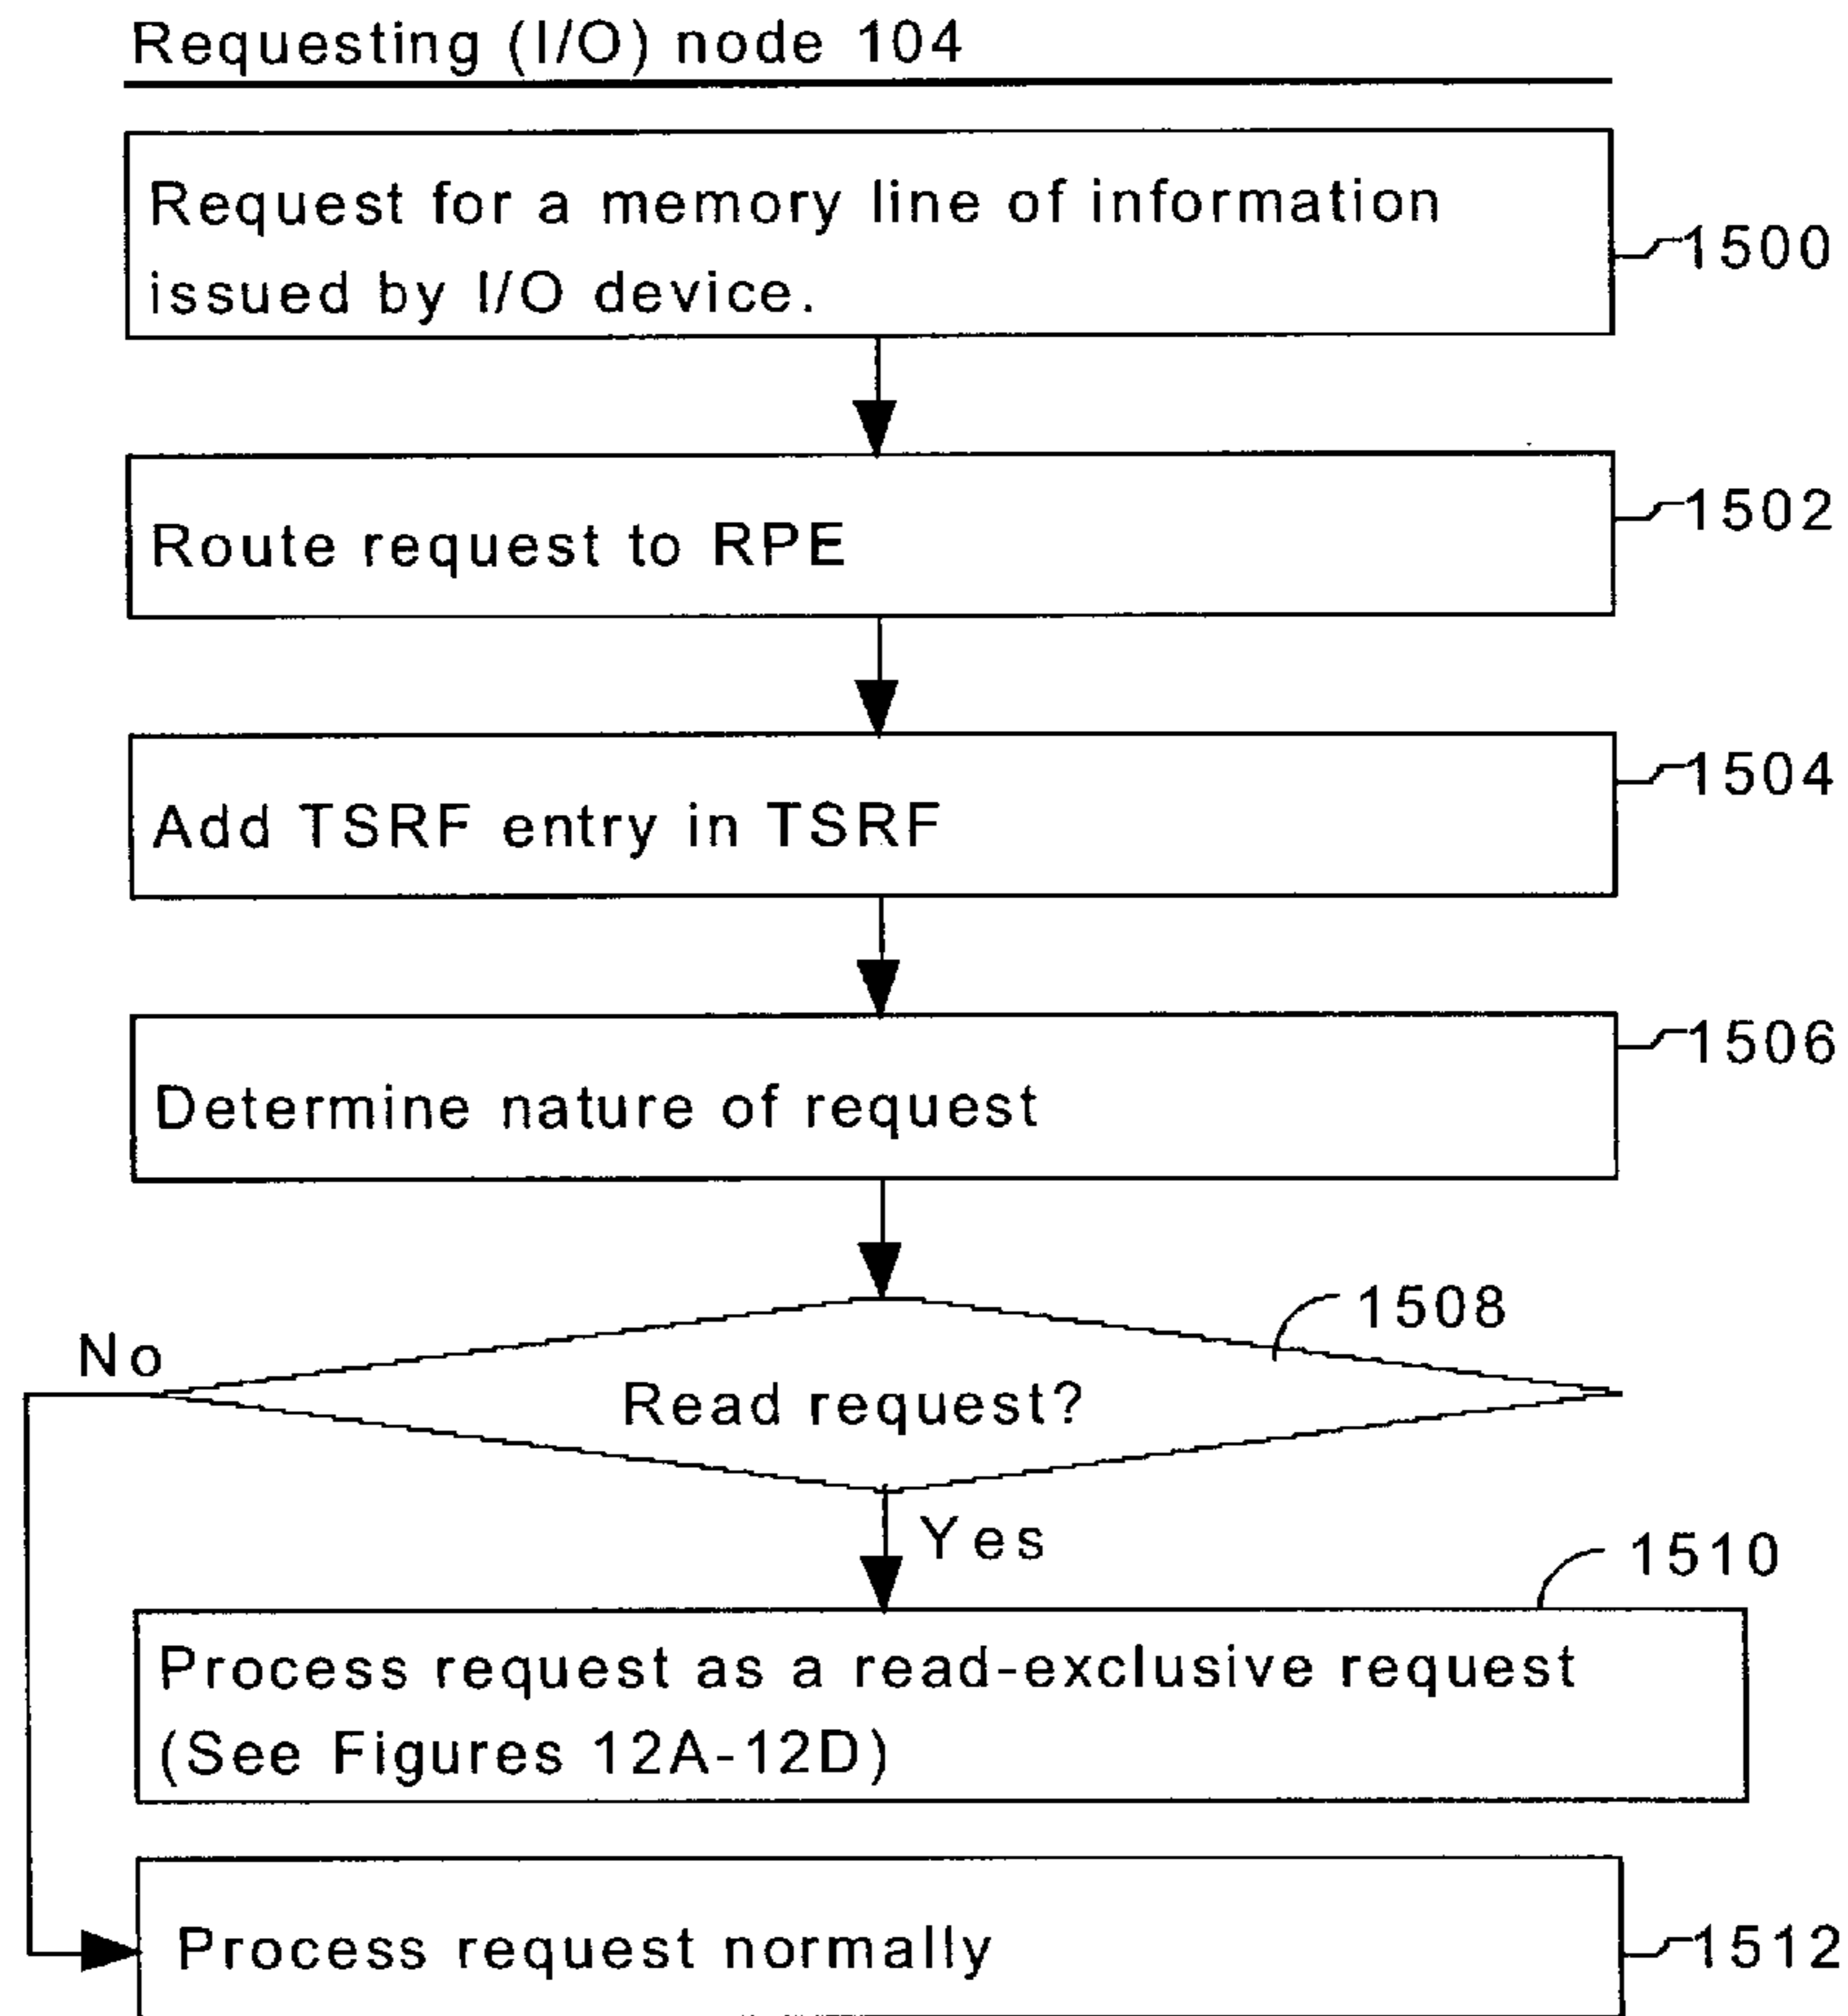 Requesting (I/O) node 104
Request for a memory line of information
issued by I/O device.
1500
Route request to RPE
1502
Add TSRF entry in TSRF
1504
Determine nature of request
1506
Read request?
1508
No
Yes
Process request as a read-exclusive request
(See Figures 12A-12D)
1510
Process request normally
1512